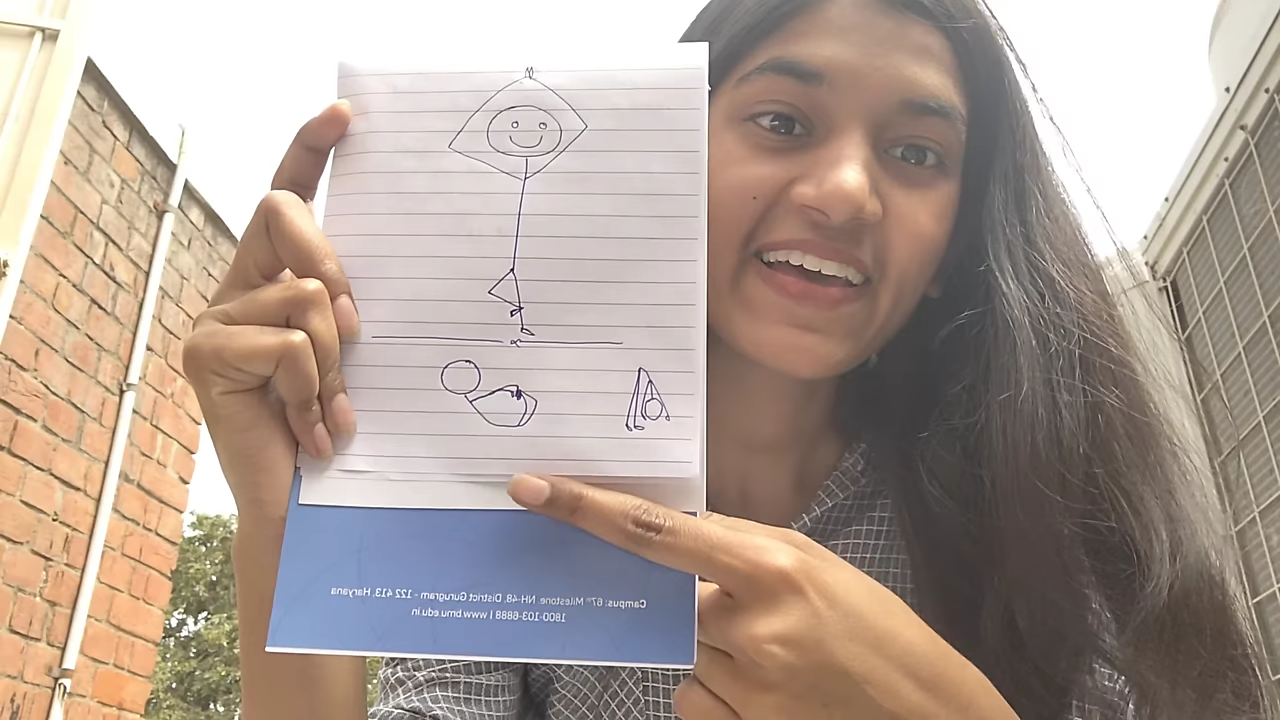 Campus: 67ᵗʰ Milestone, NH-48, District Gurugram - 122 413, Haryana
1800-103-6888 | www.bmu.edu.in